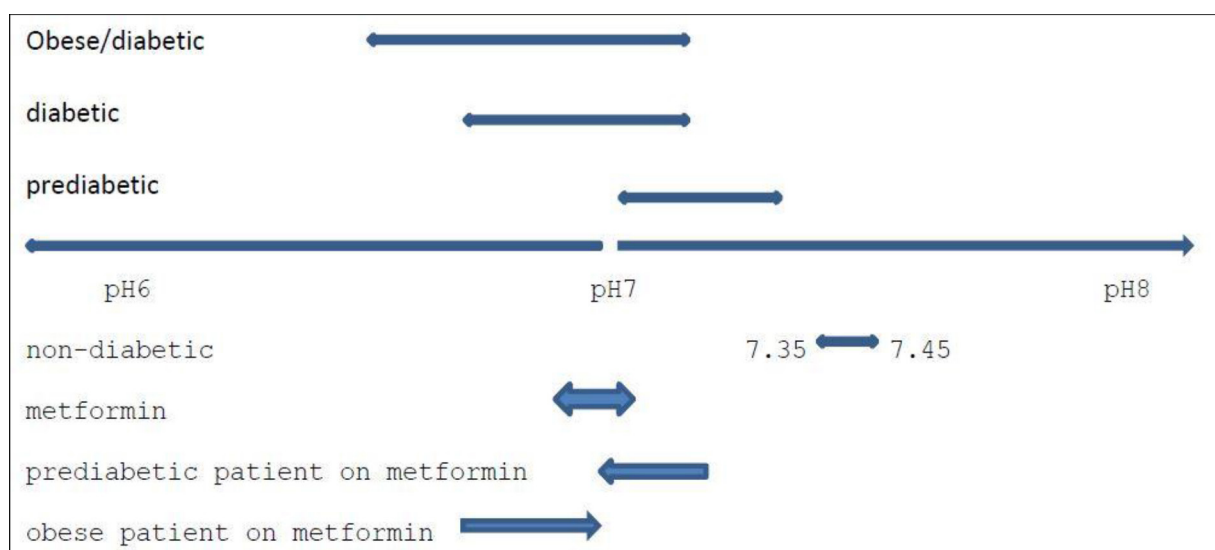 Obese/diabetic
diabetic
prediabetic
pH6 pH7 pH8
non-diabetic 7.35 7.45
metformin
prediabetic patient on metformin
obese patient on metformin